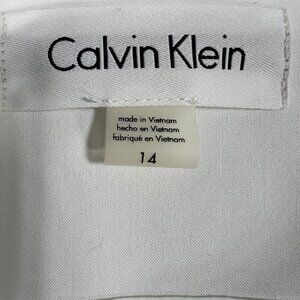 Calvin Klein
made in Vietnam
hecho en Vietnam
fabriqué en Vietnam
14